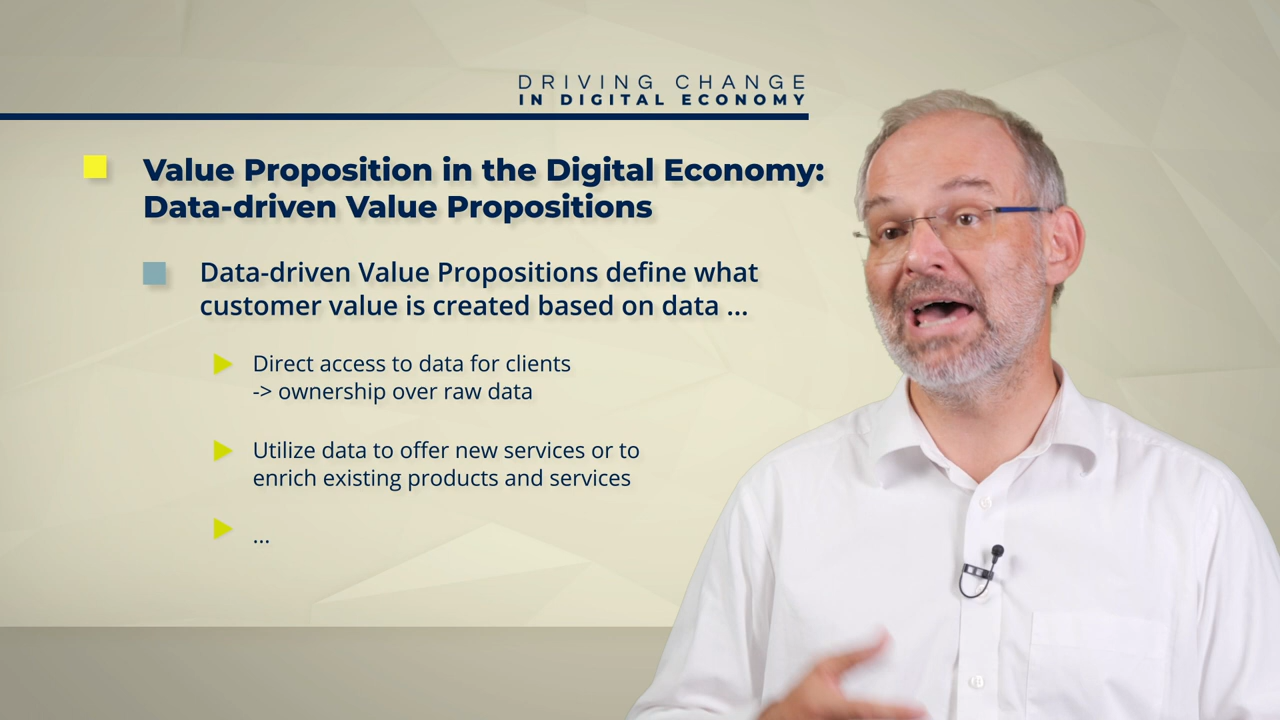 DRIVING CHANGE
IN DIGITAL ECONOMY
Value Proposition in the Digital Economy:
Data-driven Value Propositions
Data-driven Value Propositions define what
customer value is created based on data ...
Direct access to data for clients
-> ownership over raw data
Utilize data to offer new services or to
enrich existing products and services
...